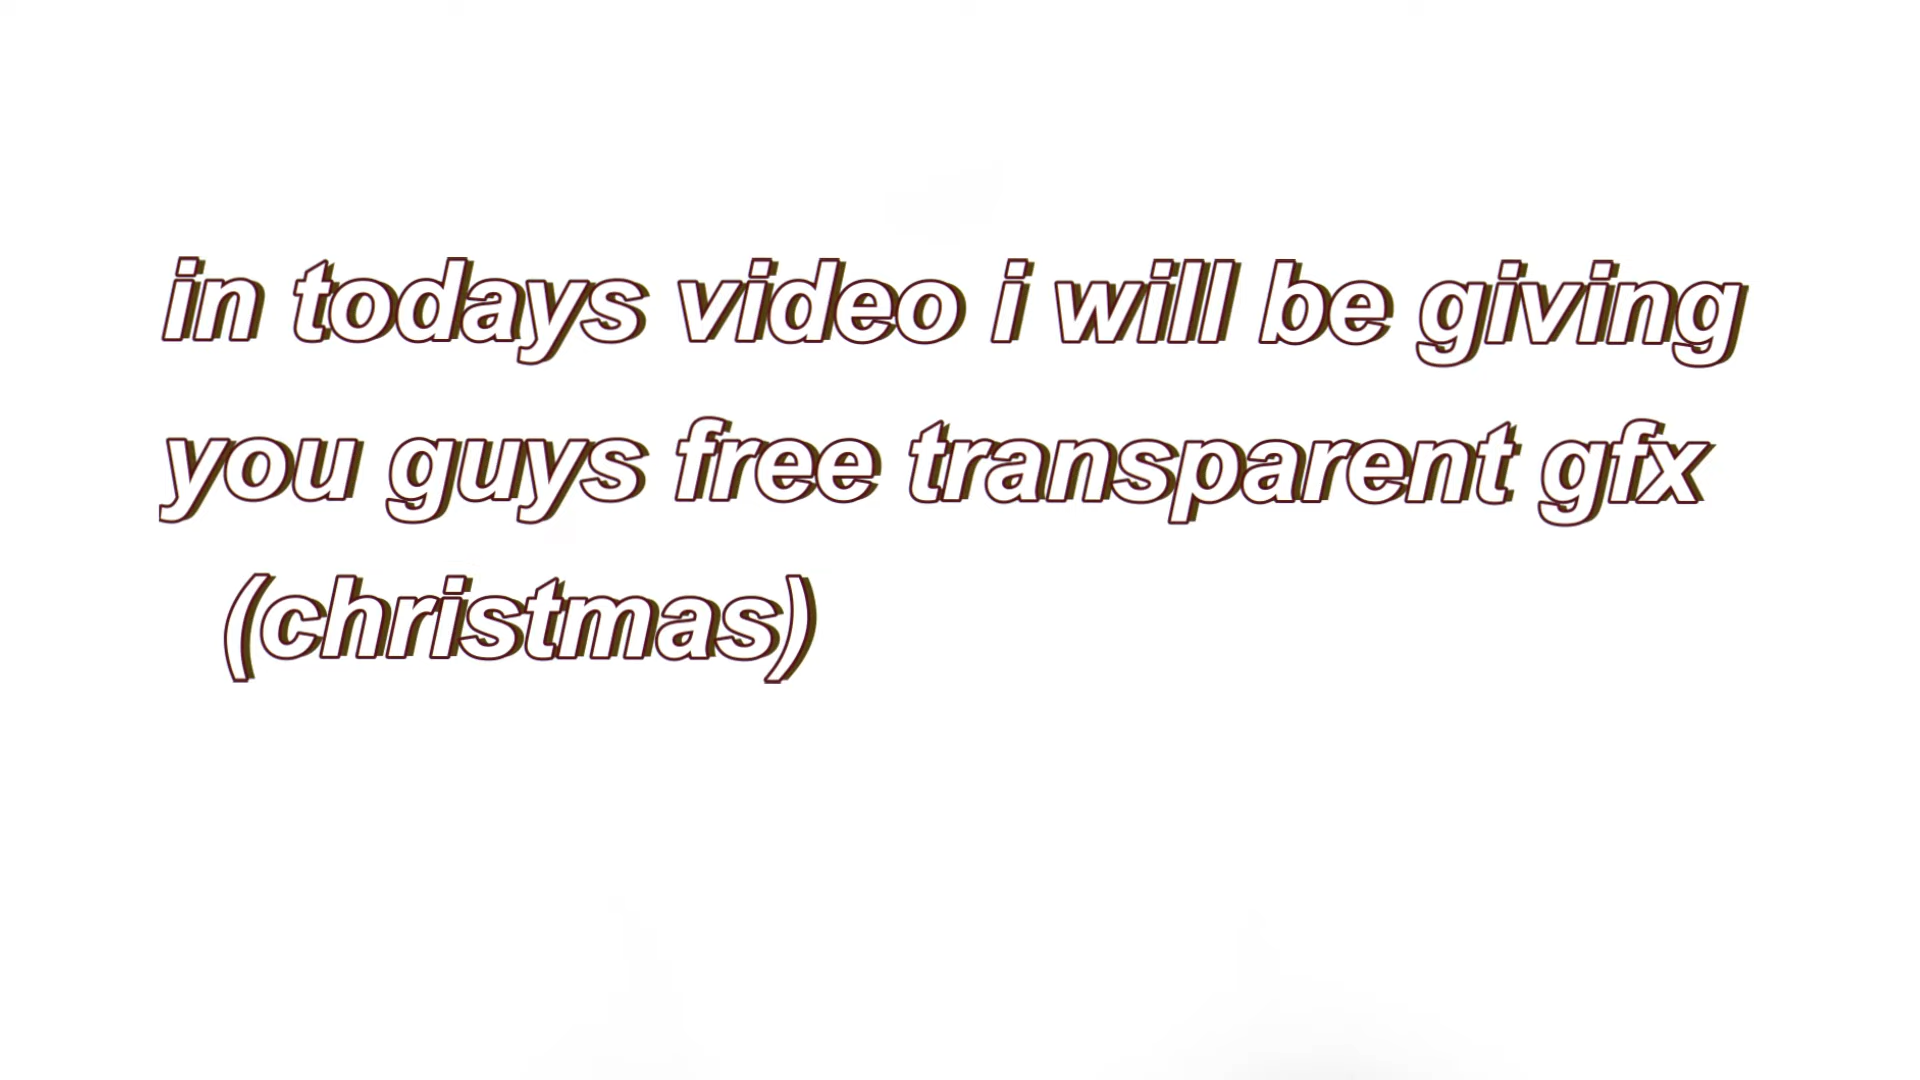 in todays video i will be giving
you guys free transparent gfx
(christmas)